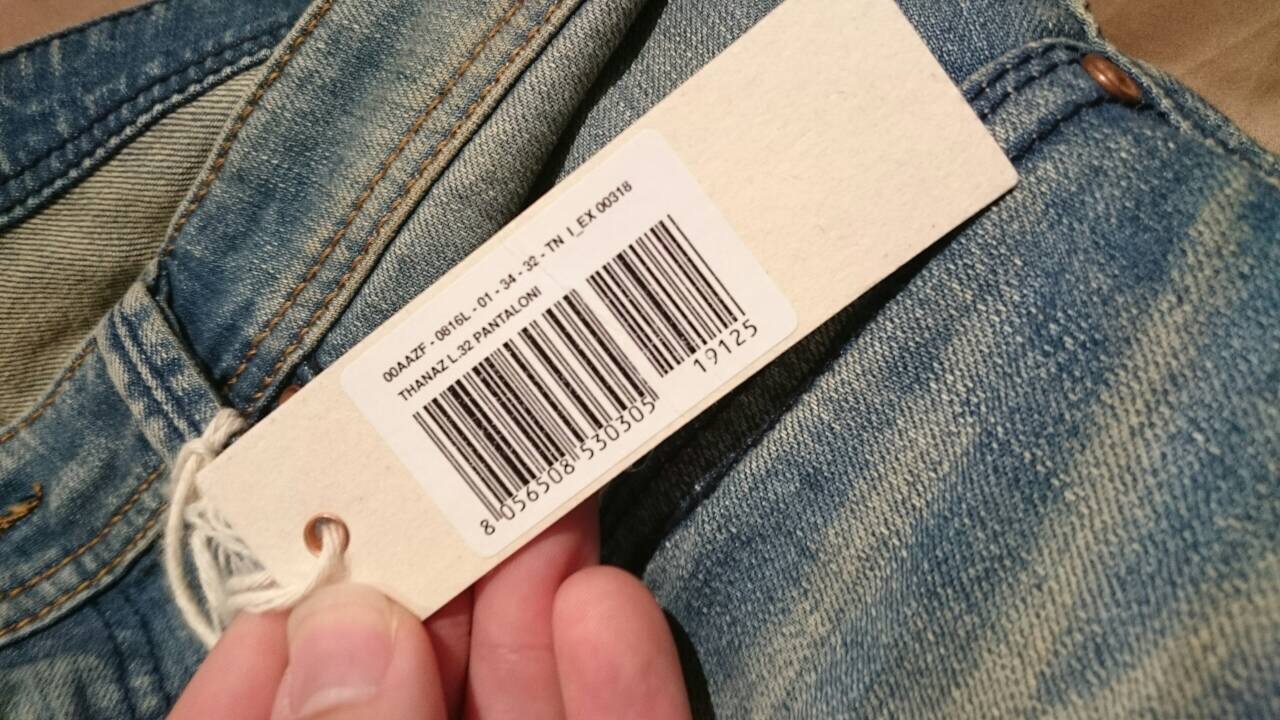 00AAZF - 0816L - 01 - 34 - 32 - TN I_EX 00318
THANAZ L.32 PANTALONI
8 056508 530305
19125